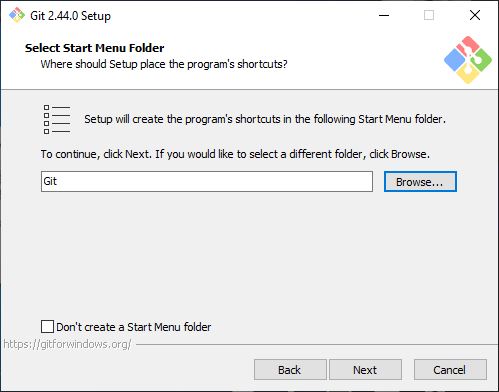 Git 2.44.0 Setup
Select Start Menu Folder
Where should Setup place the program's shortcuts?
Setup will create the program's shortcuts in the following Start Menu folder.
To continue, click Next. If you would like to select a different folder, click Browse.
Git
Browse...
Don't create a Start Menu folder
https://gitforwindows.org/
Back
Next
Cancel